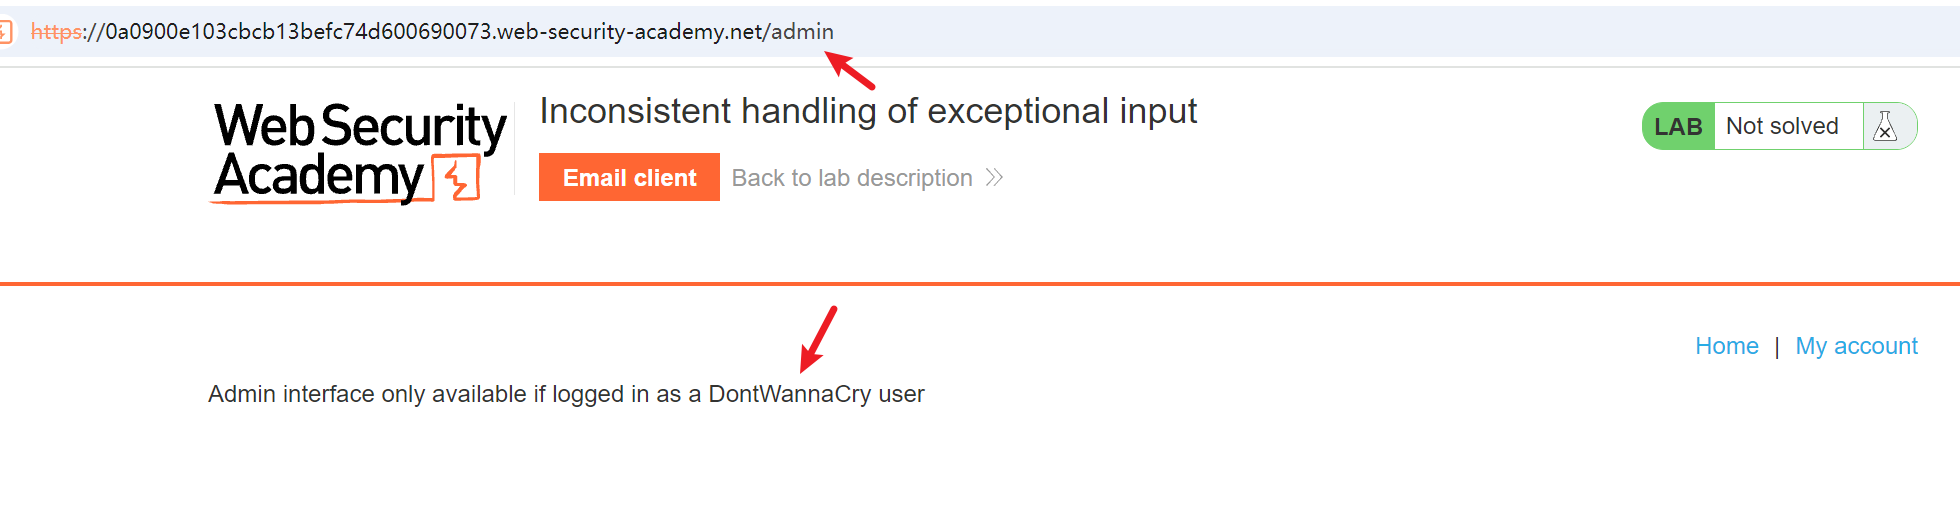 https://0a0900e103cbcb13befc74d600690073.web-security-academy.net/admin
Web Security
Academy
Inconsistent handling of exceptional input
Email client
Back to lab description
LAB
Not solved
Home | My account
Admin interface only available if logged in as a DontWannaCry user